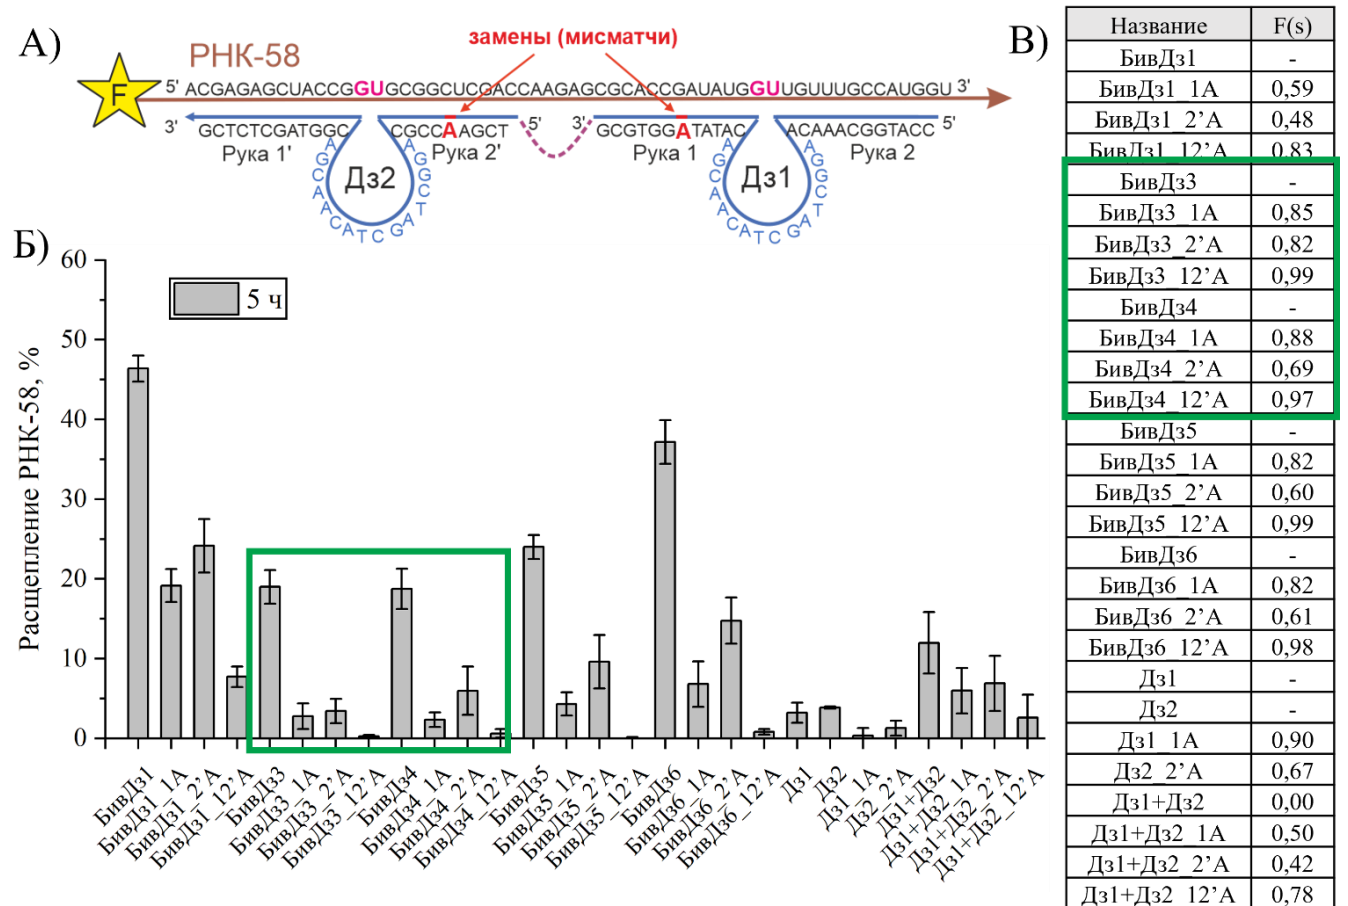 А)
замены (мисматчи)
РНК-58
F
5' ACGAGAGCUACCGGUGCGGCUCGACCAAGAGCGCACCGAUAUGGUUGUUUGCCAUGGU 3'
3' GCTCTCGATGGC CGCCAAGCT 5' 3' GCGTGGATATAC ACAAACGGTACC 5'
Рука 1' Рука 2' Рука 1 Рука 2
Дз2 Дз1
AGCAACATCGATCGGA AGCAACATCGATCGGA
Б)
Расщепление РНК-58, %
60
50
40
30
20
10
0
5 ч
БивДз1
БивДз1_1А
БивДз1_2’А
БивДз1_12’А
БивДз3
БивДз3_1А
БивДз3_2’А
БивДз3_12’А
БивДз4
БивДз4_1А
БивДз4_2’А
БивДз4_12’А
БивДз5
БивДз5_1А
БивДз5_2’А
БивДз5_12’А
БивДз6
БивДз6_1А
БивДз6_2’А
БивДз6_12’А
Дз1
Дз2
Дз1_1А
Дз2_2’А
Дз1+Дз2
Дз1+Дз2_1А
Дз1+Дз2_2’А
Дз1+Дз2_12’А
В)
Название F(s)
БивДз1 -
БивДз1_1А 0,59
БивДз1_2’А 0,48
БивДз1_12’А 0,83
БивДз3 -
БивДз3_1А 0,85
БивДз3_2’А 0,82
БивДз3_12’А 0,99
БивДз4 -
БивДз4_1А 0,88
БивДз4_2’А 0,69
БивДз4_12’А 0,97
БивДз5 -
БивДз5_1А 0,82
БивДз5_2’А 0,60
БивДз5_12’А 0,99
БивДз6 -
БивДз6_1А 0,82
БивДз6_2’А 0,61
БивДз6_12’А 0,98
Дз1 -
Дз2 -
Дз1_1А 0,90
Дз2_2’А 0,67
Дз1+Дз2 0,00
Дз1+Дз2_1А 0,50
Дз1+Дз2_2’А 0,42
Дз1+Дз2_12’А 0,78